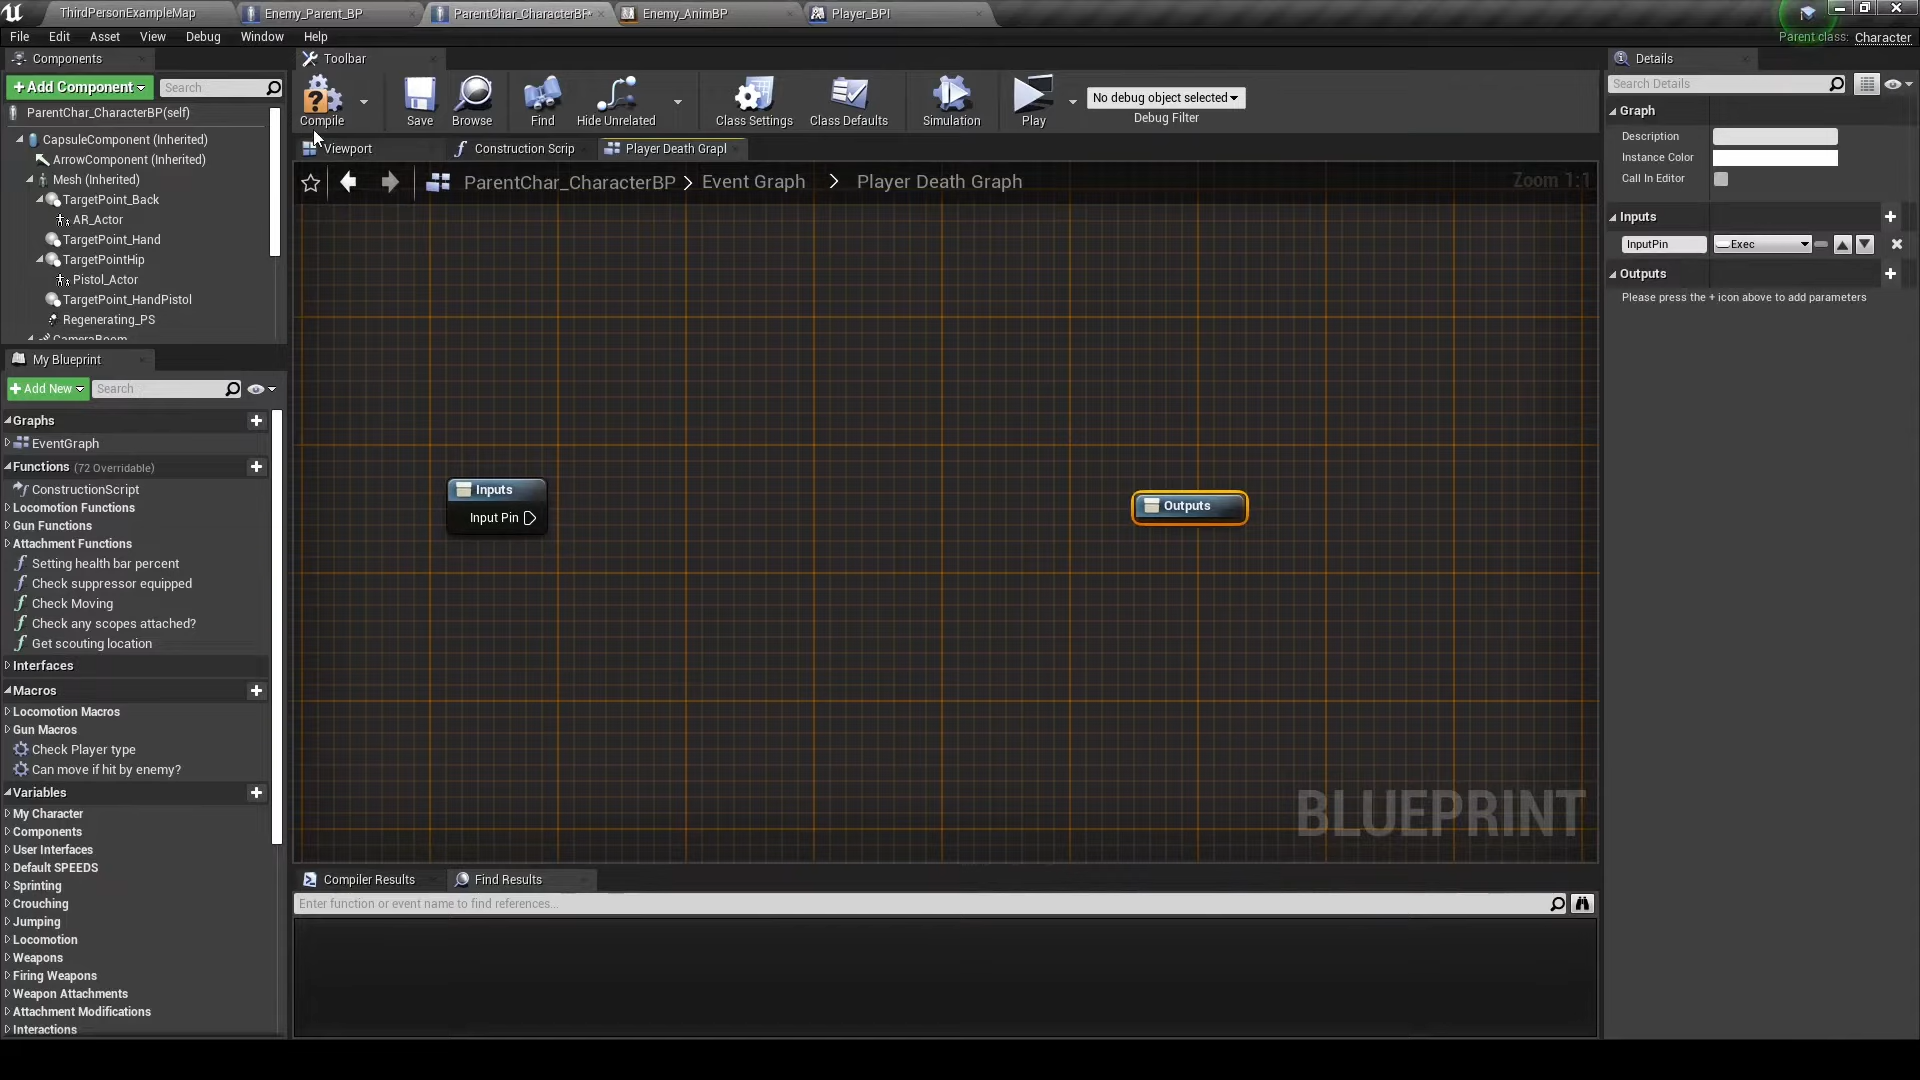 ThirdPersonExampleMap
Enemy_Parent_BP
ParentChar_CharacterBP*
Enemy_AnimBP
Player_BPI
File Edit Asset View Debug Window Help
Parent class: Character
Components
Toolbar
Details
+Add Component
Search
Compile
Save
Browse
Find
Hide Unrelated
Class Settings
Class Defaults
Simulation
Play
No debug object selected
Debug Filter
Search Details
ParentChar_CharacterBP(self)
CapsuleComponent (Inherited)
ArrowComponent (Inherited)
Mesh (Inherited)
TargetPoint_Back
AR_Actor
TargetPoint_Hand
TargetPointHip
Pistol_Actor
TargetPoint_HandPistol
Regenerating_PS
CameraBoom
Viewport
Construction Scrip
Player Death Grapl
ParentChar_CharacterBP > Event Graph > Player Death Graph
Zoom 1:1
Graph
Description
Instance Color
Call In Editor
Inputs
InputPin
Exec
Outputs
Please press the + icon above to add parameters
My Blueprint
+Add New
Search
Graphs
EventGraph
Functions (72 Overridable)
ConstructionScript
Locomotion Functions
Gun Functions
Attachment Functions
Setting health bar percent
Check suppressor equipped
Check Moving
Check any scopes attached?
Get scouting location
Interfaces
Macros
Locomotion Macros
Gun Macros
Check Player type
Can move if hit by enemy?
Variables
My Character
Components
User Interfaces
Default SPEEDS
Sprinting
Crouching
Jumping
Locomotion
Weapons
Firing Weapons
Weapon Attachments
Attachment Modifications
Interactions
Inputs
Input Pin
Outputs
BLUEPRINT
Compiler Results
Find Results
Enter function or event name to find references...